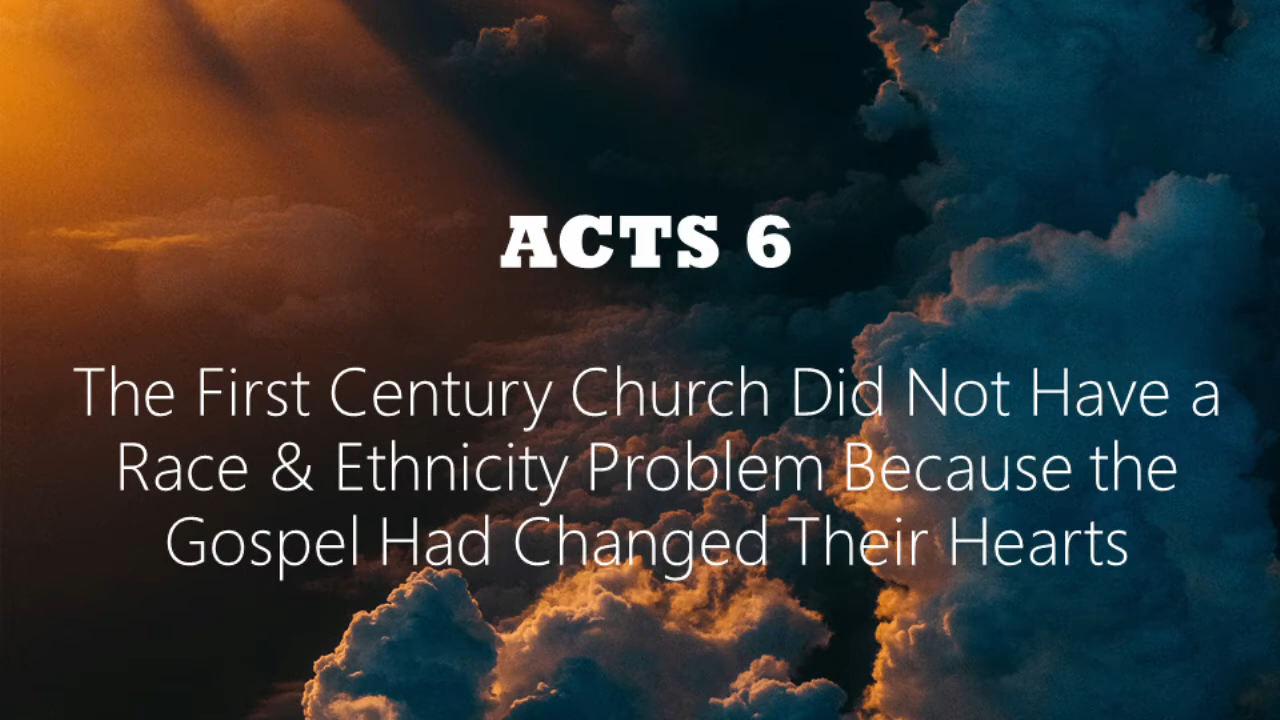 ACTS 6
The First Century Church Did Not Have a
Race & Ethnicity Problem Because the
Gospel Had Changed Their Hearts